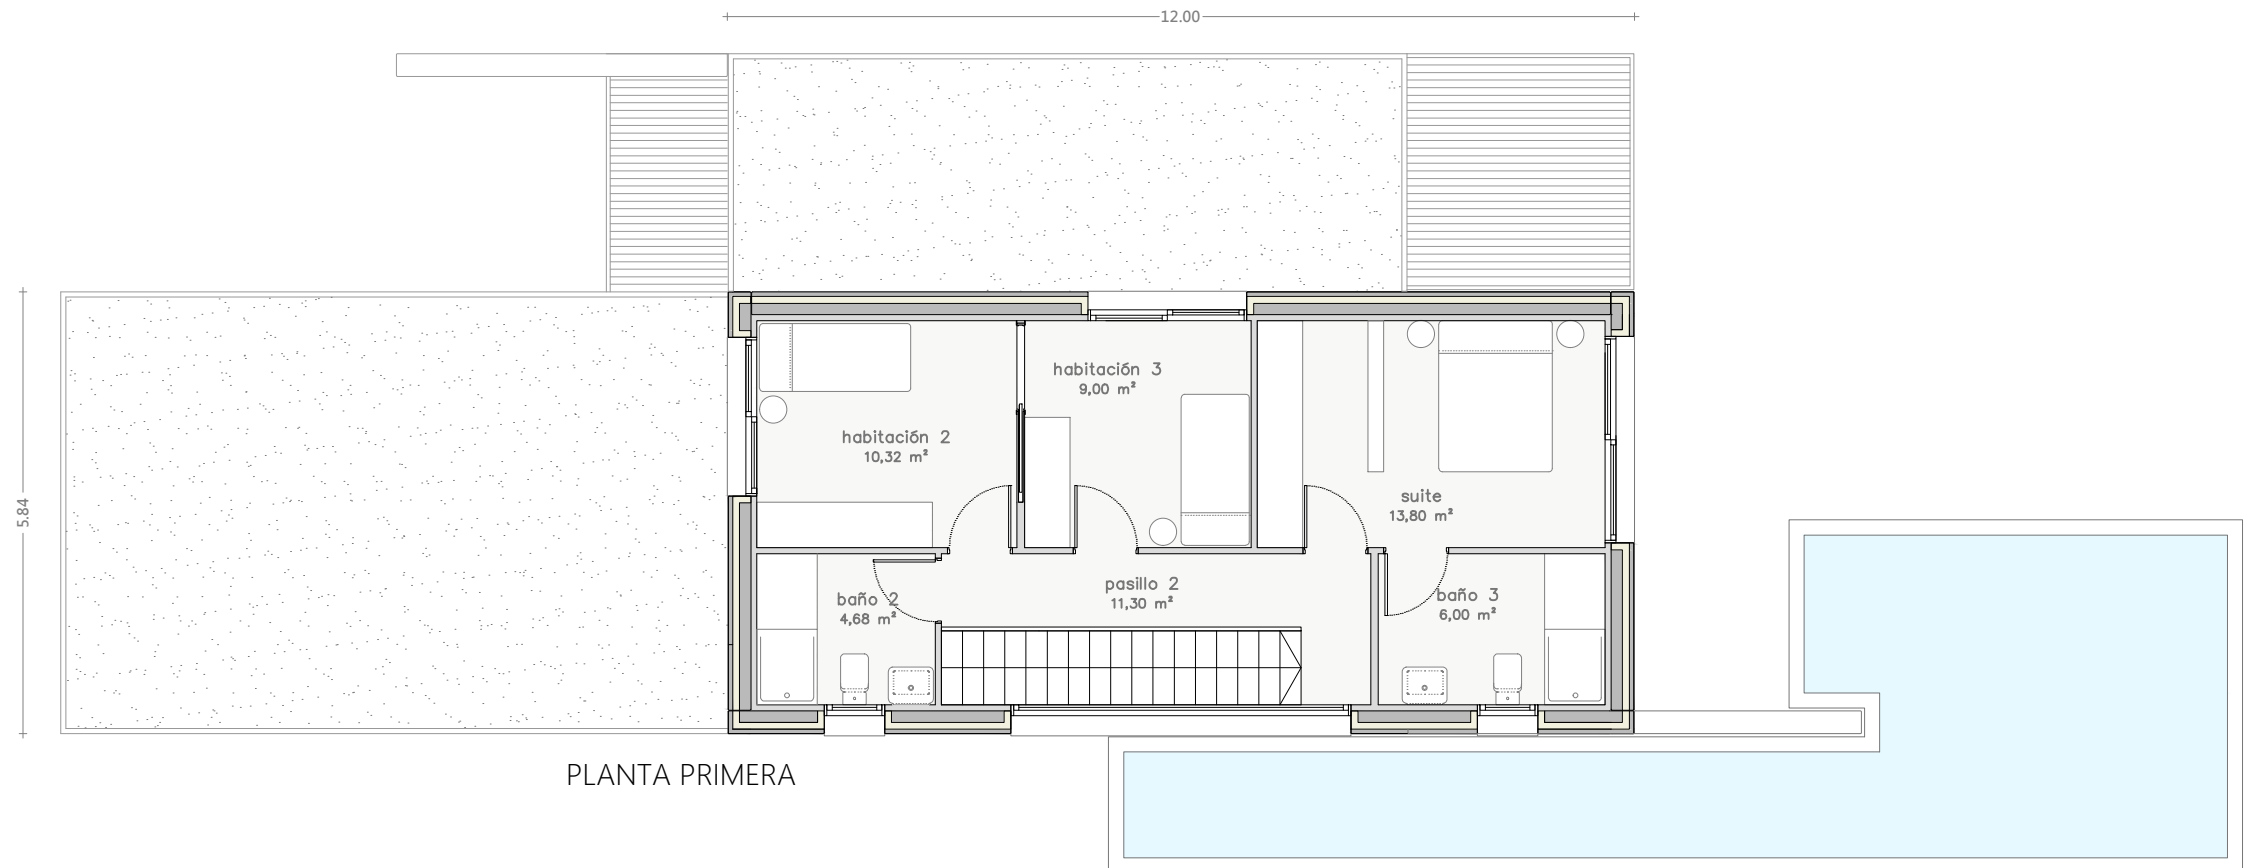 12.00
habitación 3
9,00 m²
habitación 2
10,32 m²
suite
13,80 m²
5.84
pasillo 2
11,30 m²
baño 2
4,68 m²
baño 3
6,00 m²
PLANTA PRIMERA